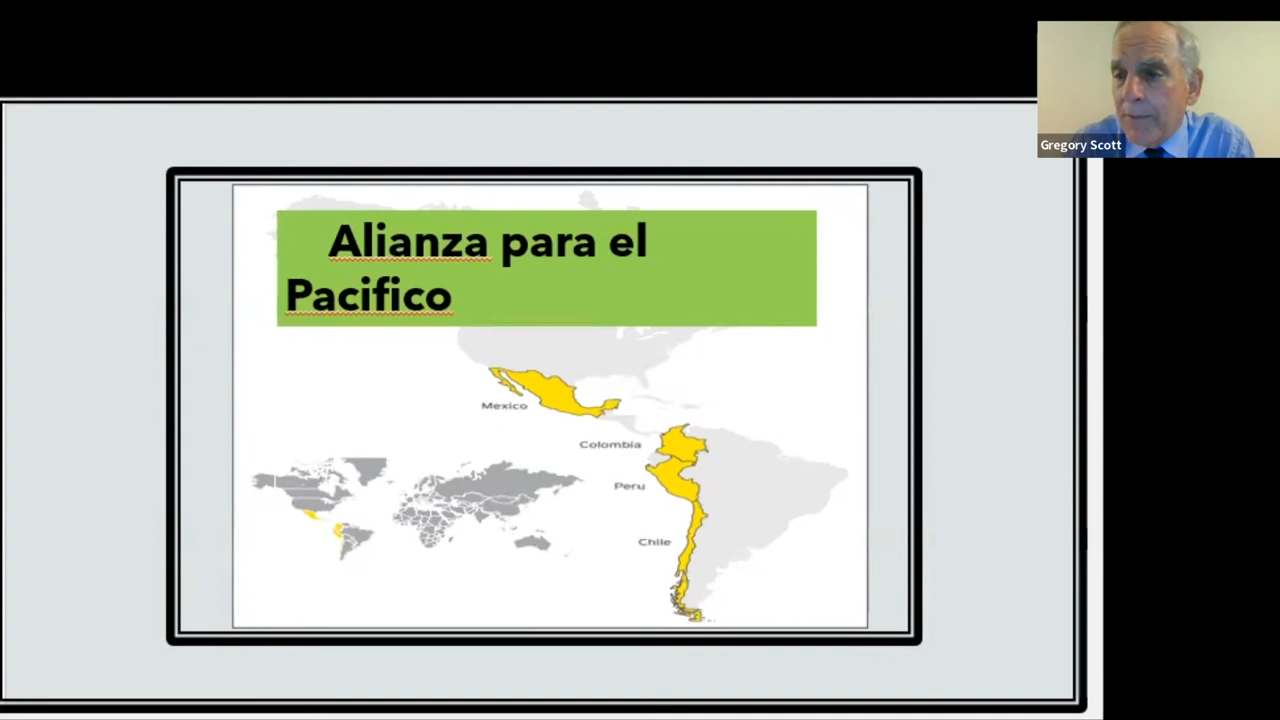 Gregory Scott
Alianza para el
Pacifico
Mexico
Colombia
Peru
Chile